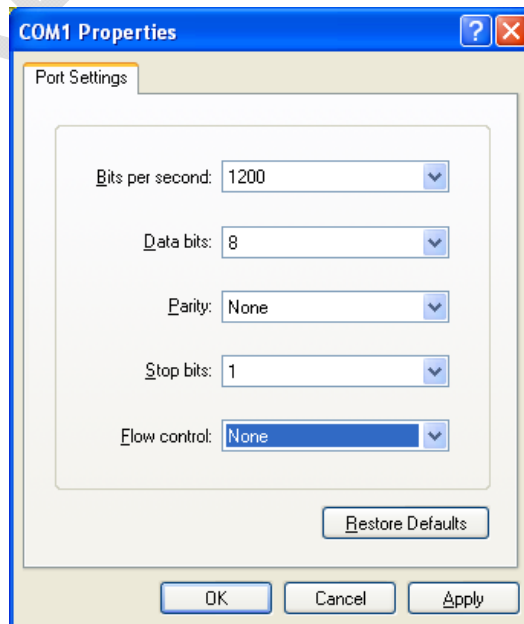 COM1 Properties
Port Settings
Bits per second: 1200
Data bits: 8
Parity: None
Stop bits: 1
Flow control: None
Restore Defaults
OK Cancel Apply